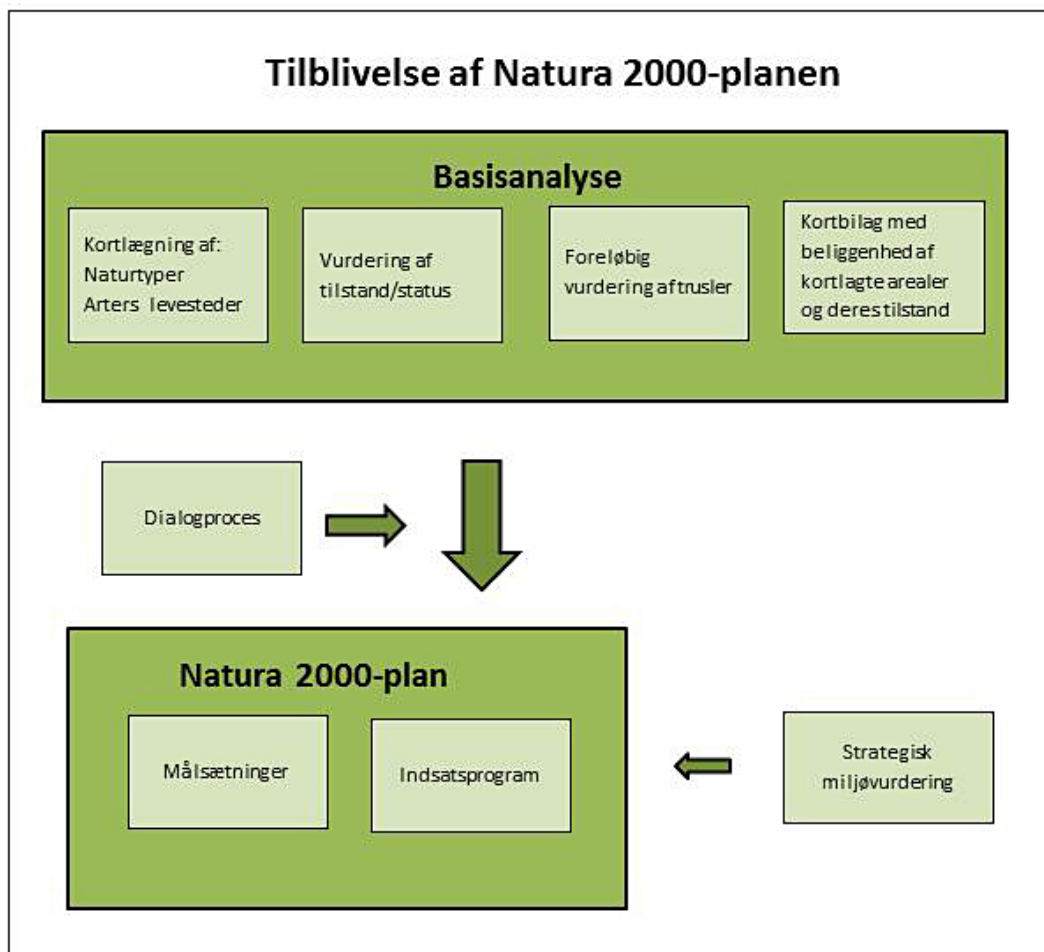 Tilblivelse af Natura 2000-planen
Basisanalyse
Kortlægning af:
Naturtyper
Arters levesteder
Vurdering af
tilstand/status
Foreløbig
vurdering af trusler
Kortbilag med
beliggenhed af
kortlagte arealer
og deres tilstand
Dialogproces
Natura 2000-plan
Målsætninger
Indsatsprogram
Strategisk
miljøvurdering